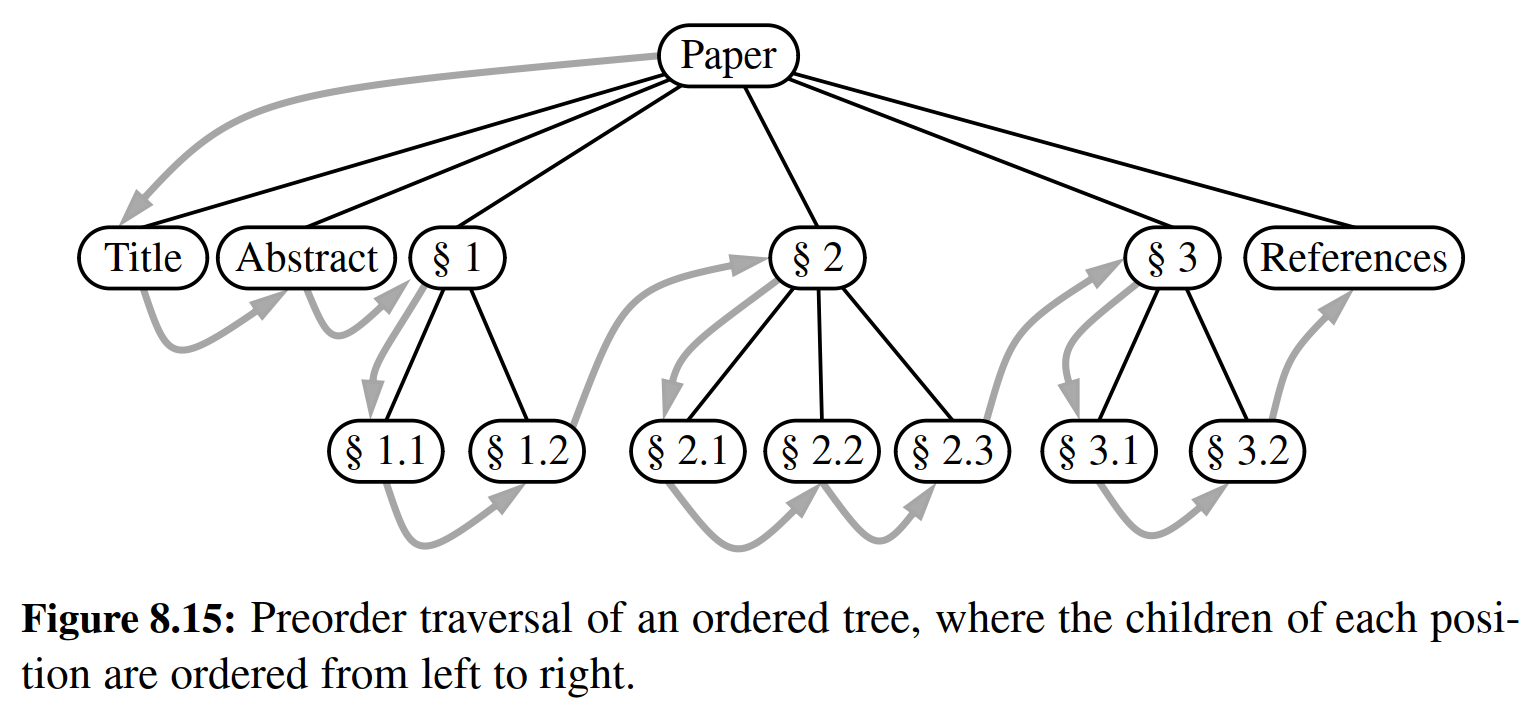 Paper
Title Abstract § 1 § 2 § 3 References
§ 1.1 § 1.2 § 2.1 § 2.2 § 2.3 § 3.1 § 3.2
Figure 8.15: Preorder traversal of an ordered tree, where the children of each posi-
tion are ordered from left to right.